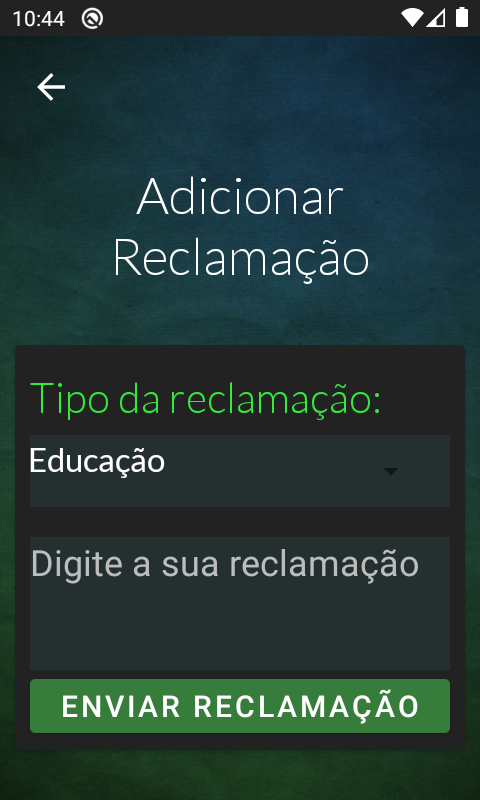 10:44
Adicionar
Reclamação
Tipo da reclamação:
Educação
Digite a sua reclamação
ENVIAR RECLAMAÇÃO